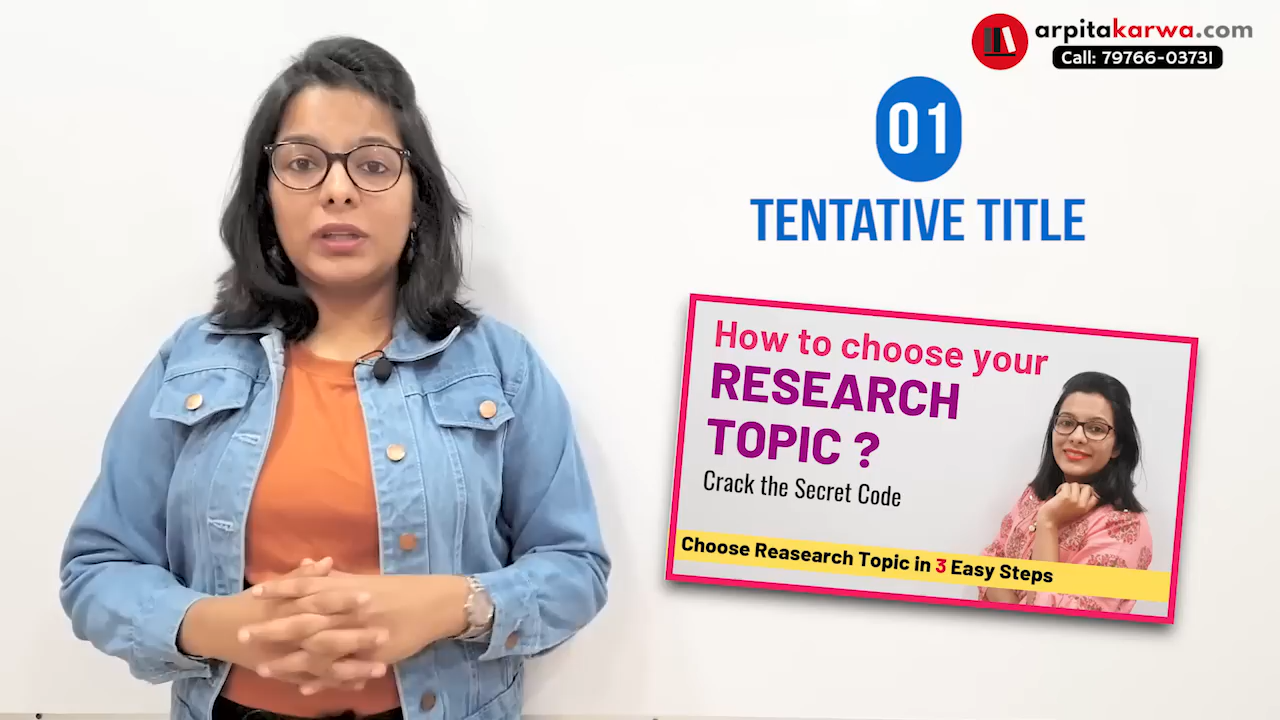 arpitakarwa.com
Call: 79766-03731
01
TENTATIVE TITLE
How to choose your
RESEARCH
TOPIC ?
Crack the Secret Code
Choose Reasearch Topic in 3 Easy Steps